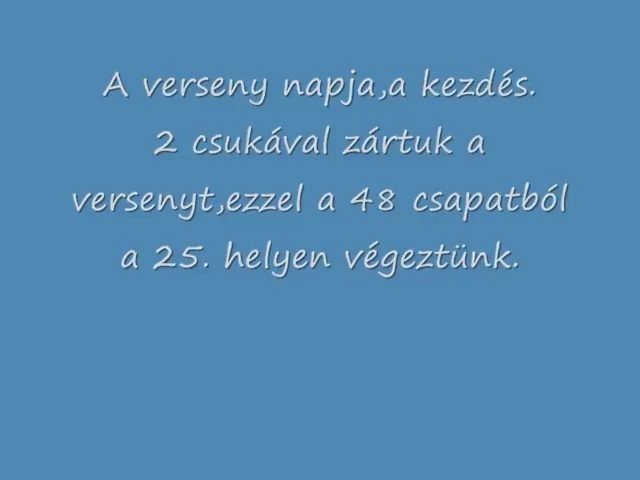 A verseny napja,a kezdés.
2 csukával zártuk a
versenyt,ezzel a 48 csapatból
a 25. helyen végeztünk.